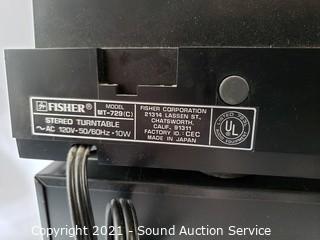 FISHER®
MODEL
MT-729(C)
STEREO TURNTABLE
~AC 120V•50/60Hz•10W
FISHER CORPORATION
21314 LASSEN ST.,
CHATSWORTH,
CALIF. 91311
FACTORY ID: CEC
MADE IN JAPAN
UL
Copyright 2021 - Sound Auction Service